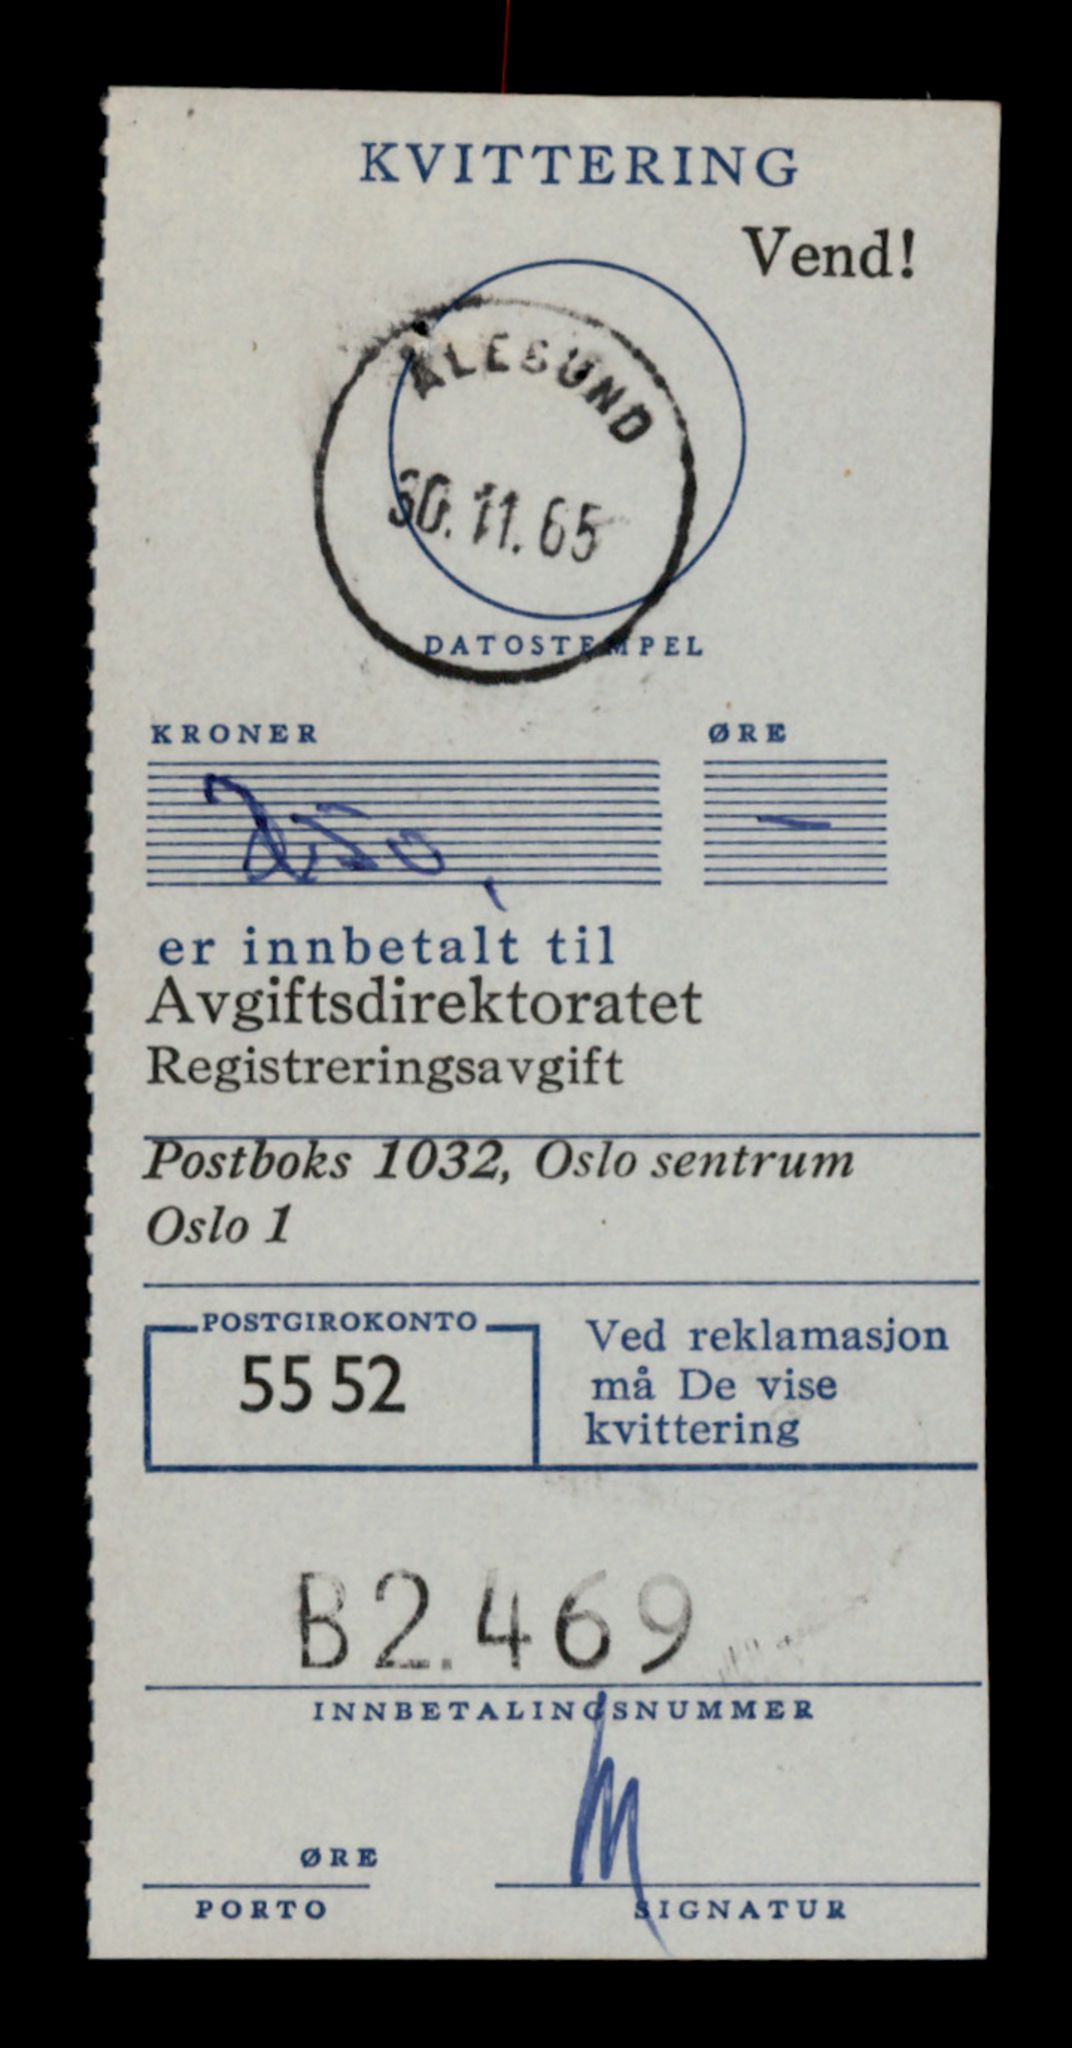 KVITTERING
Vend!
ÅLESUND
30.11.65
DATOSTEMPEL
KRONER ØRE
250, —
er innbetalt til
Avgiftsdirektoratet
Registreringsavgift
Postboks 1032, Oslo sentrum
Oslo 1
POSTGIROKONTO
55 52
Ved reklamasjon
må De vise
kvittering
B2.469
INNBETALINGSNUMMER
ØRE
PORTO SIGNATUR